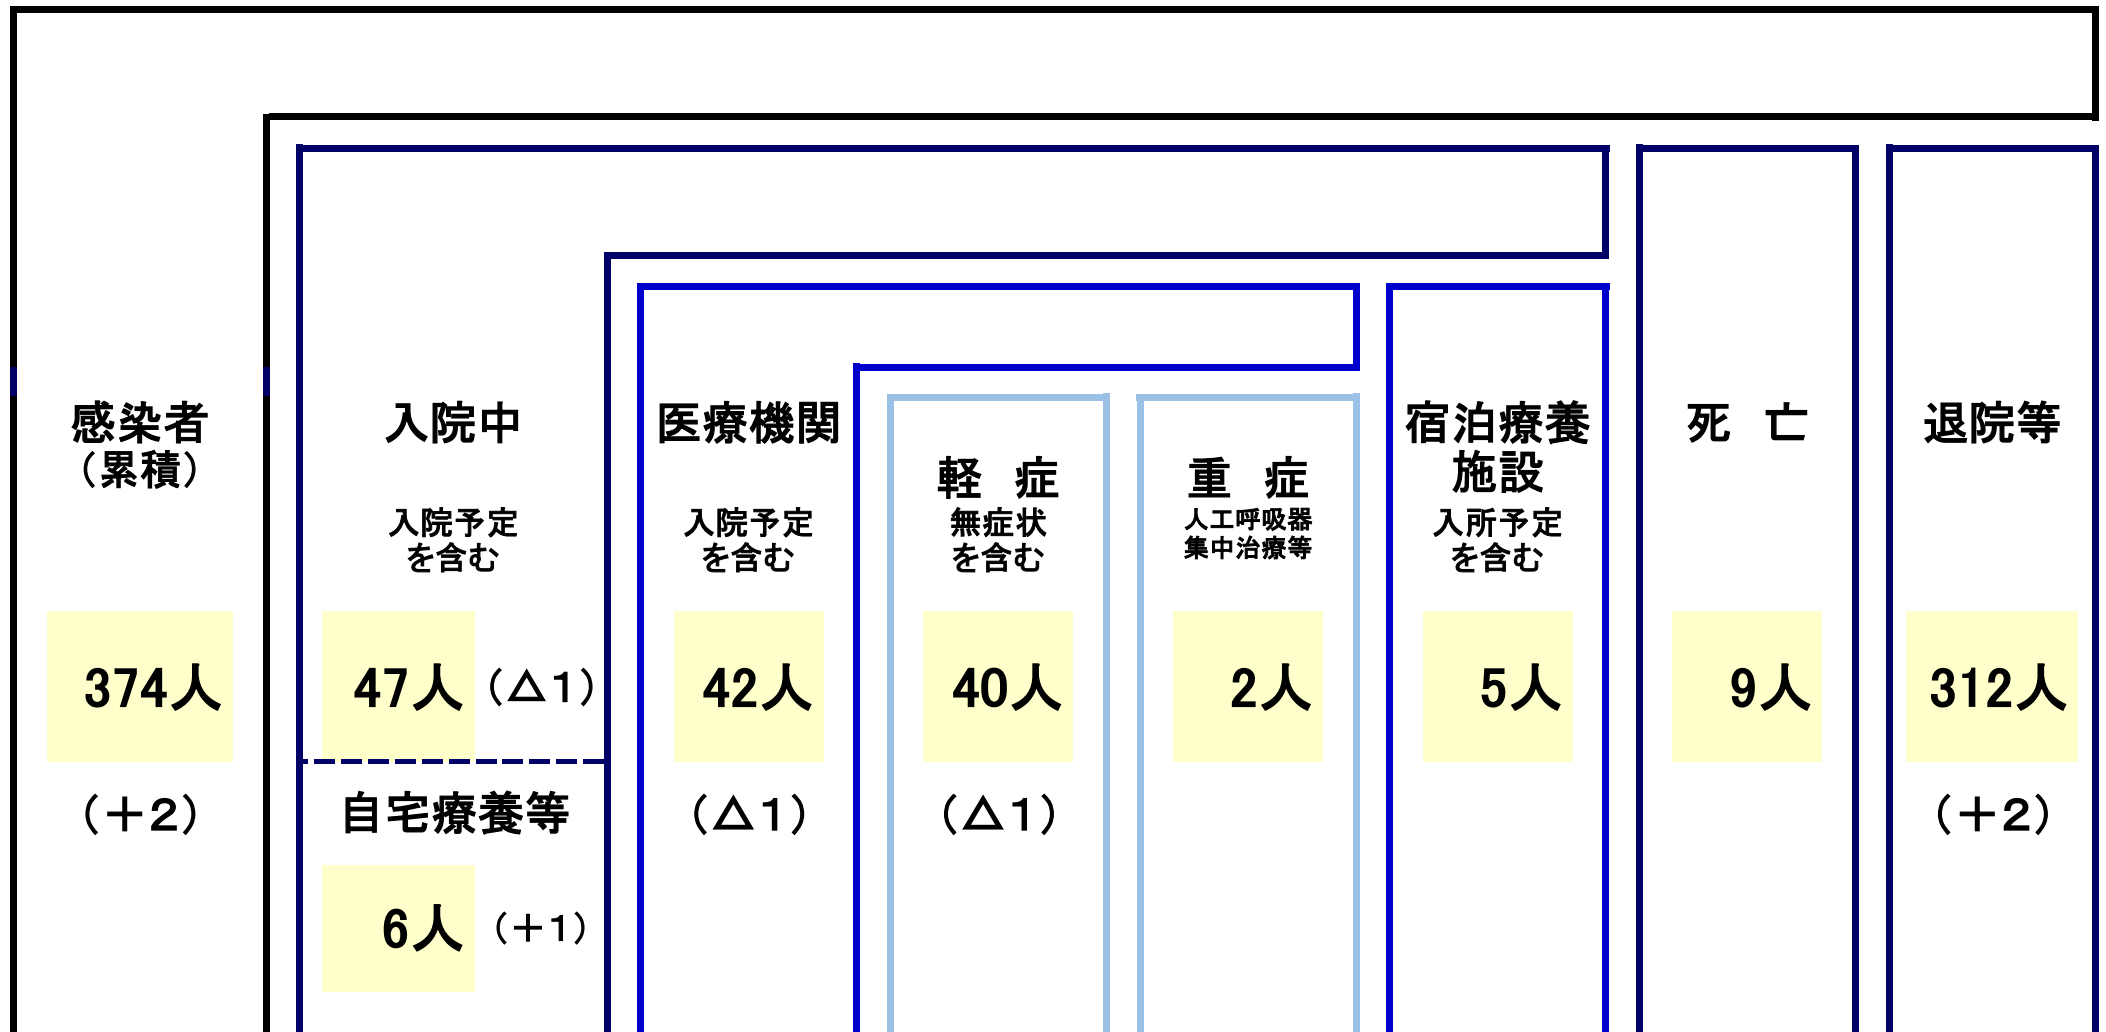 感染者
（累積）
374人
（＋2）
入院中
入院予定
を含む
47人（△1）
自宅療養等
6人（＋1）
医療機関
入院予定
を含む
42人
（△1）
軽　症
無症状
を含む
40人
（△1）
重　症
人工呼吸器
集中治療等
2人
宿泊療養
施設
入所予定
を含む
5人
死　亡
9人
退院等
312人
（＋2）